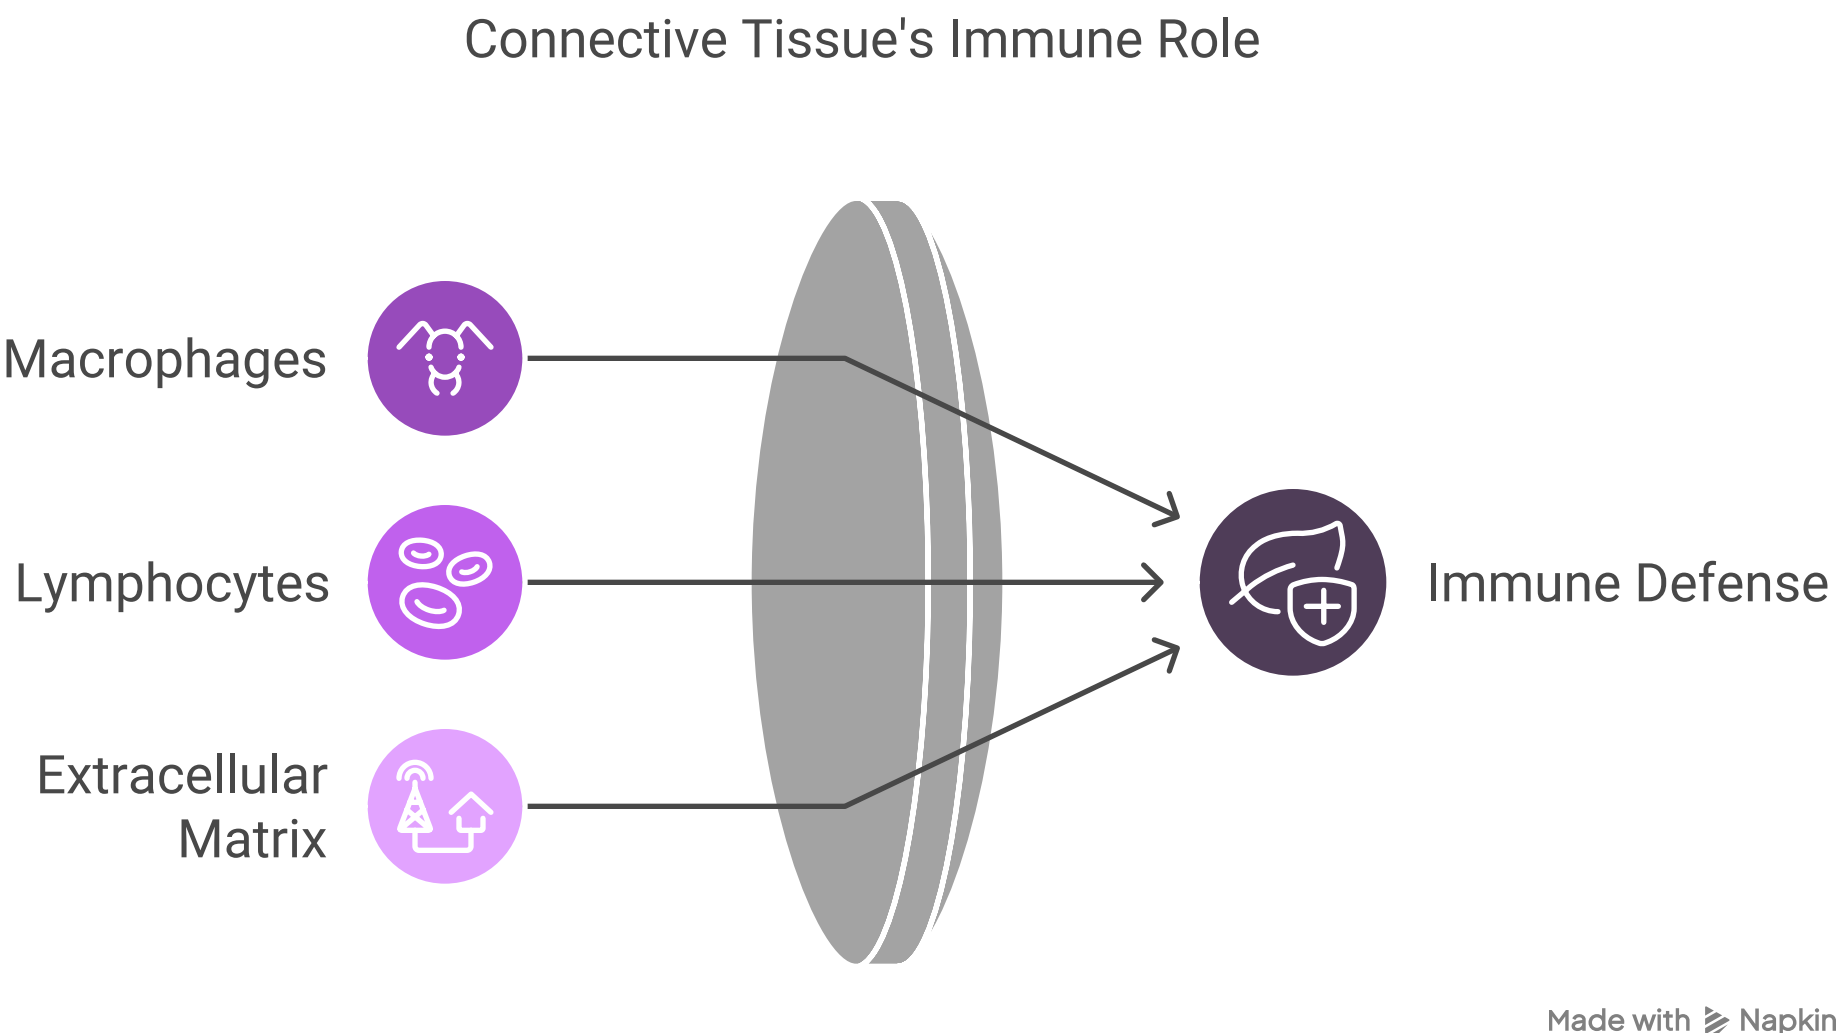 Connective Tissue's Immune Role
Macrophages
Lymphocytes
Extracellular
Matrix
Immune Defense
Made with Napkin